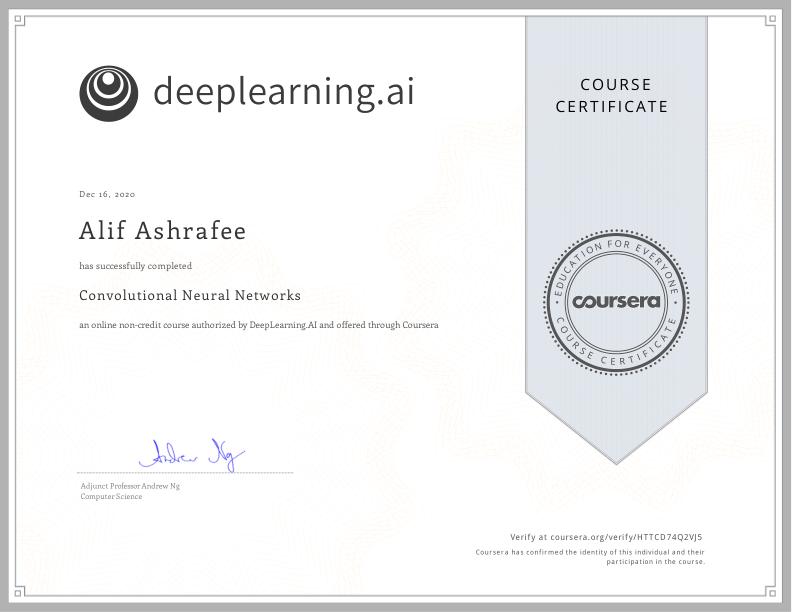 deeplearning.ai
COURSE
CERTIFICATE
Dec 16, 2020
Alif Ashrafee
has successfully completed
Convolutional Neural Networks
an online non-credit course authorized by DeepLearning.AI and offered through Coursera
EDUCATION FOR EVERYONE
coursera
COURSE CERTIFICATE
Andrew Ng
Adjunct Professor Andrew Ng
Computer Science
Verify at coursera.org/verify/HTTCD74Q2VJ5
Coursera has confirmed the identity of this individual and their
participation in the course.